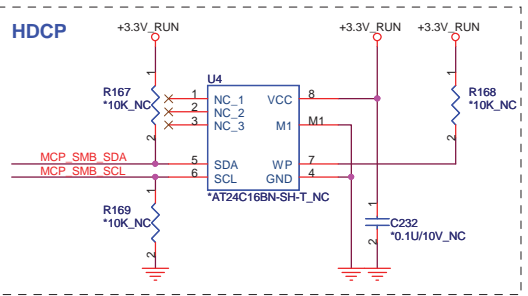 HDCP
+3.3V_RUN
+3.3V_RUN
+3.3V_RUN
U4
R167
*10K_NC
1
2
1
2
3
NC_1
NC_2
NC_3
VCC
8
M1
M1
1
R168
*10K_NC
2
MCP_SMB_SDA
5
SDA
WP
7
MCP_SMB_SCL
6
SCL
GND
4
*AT24C16BN-SH-T_NC
R169
*10K_NC
1
2
1
C232
*0.1U/10V_NC
2